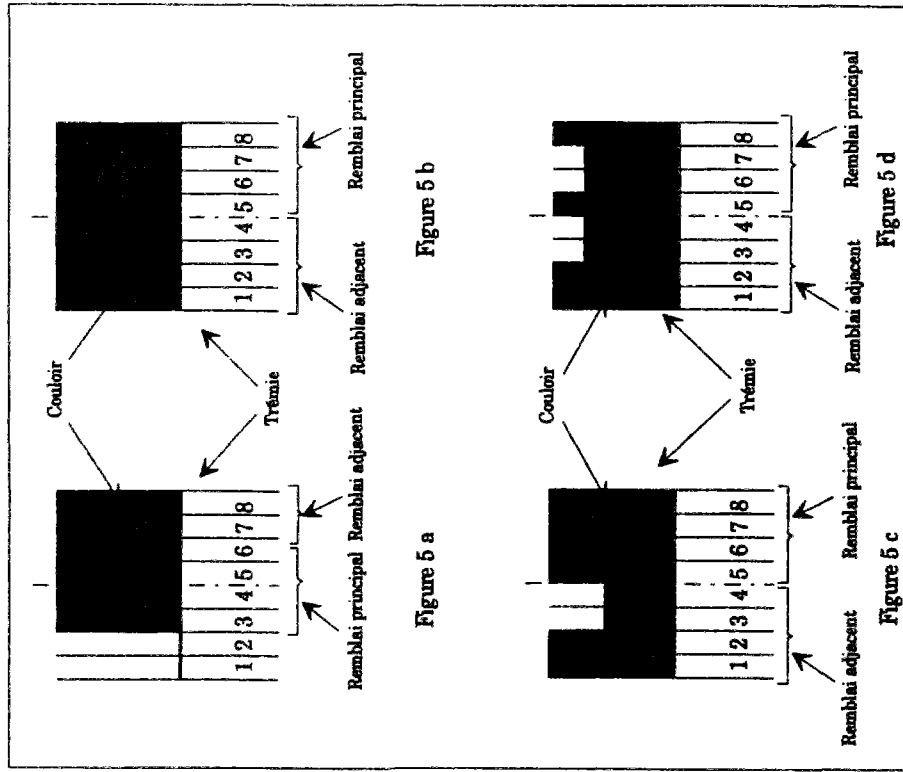 Couloir
1 2 3 4 5 6 7 8
1 2 3 4 5 6 7 8
Trémie
Remblai principal
Remblai adjacent
Remblai adjacent
Remblai principal
Figure 5 a
Figure 5 b
Couloir
1 2 3 4 5 6 7 8
1 2 3 4 5 6 7 8
Trémie
Remblai adjacent
Remblai principal
Remblai adjacent
Remblai principal
Figure 5 c
Figure 5 d